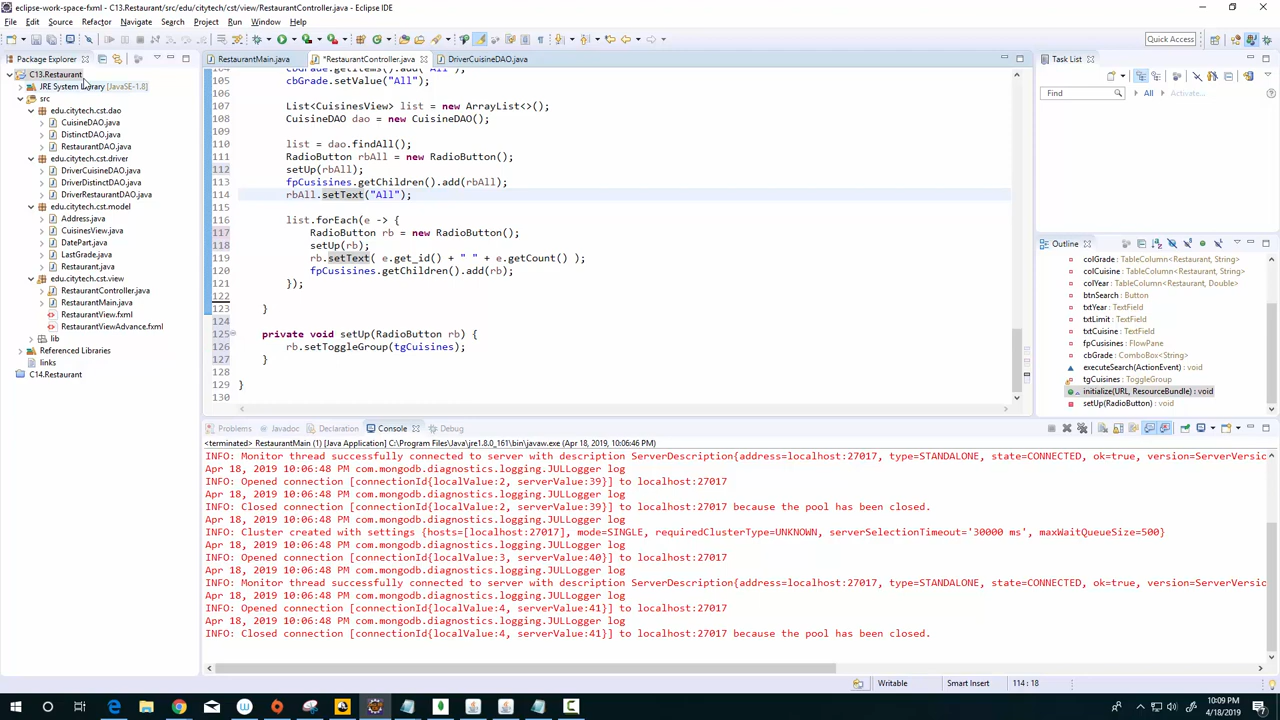 eclipse-work-space-fxml - C13.Restaurant/src/edu/citytech/cst/view/RestaurantController.java - Eclipse IDE
File Edit Source Refactor Navigate Search Project Run Window Help
Quick Access
Package Explorer
RestaurantMain.java
*RestaurantController.java
DriverCuisineDAO.java
Task List
C13.Restaurant
JRE System Library [JavaSE-1.8]
src
edu.citytech.cst.dao
CuisineDAO.java
DistinctDAO.java
RestaurantDAO.java
edu.citytech.cst.driver
DriverCuisineDAO.java
DriverDistinctDAO.java
DriverRestaurantDAO.java
edu.citytech.cst.model
Address.java
CuisinesView.java
DatePart.java
LastGrade.java
Restaurant.java
edu.citytech.cst.view
RestaurantController.java
RestaurantMain.java
RestaurantView.fxml
RestaurantViewAdvance.fxml
lib
Referenced Libraries
links
C14.Restaurant
104 cbGrade.getItems().add("All");
105 cbGrade.setValue("All");
106
107 List<CuisinesView> list = new ArrayList<>();
108 CuisineDAO dao = new CuisineDAO();
109
110 list = dao.findAll();
111 RadioButton rbAll = new RadioButton();
112 setUp(rbAll);
113 fpCusisines.getChildren().add(rbAll);
114 rbAll.setText("All");
115
116 list.forEach(e -> {
117 RadioButton rb = new RadioButton();
118 setUp(rb);
119 rb.setText( e.get_id() + " " + e.getCount() );
120 fpCusisines.getChildren().add(rb);
121 });
122
123 }
124
125 private void setUp(RadioButton rb) {
126 rb.setToggleGroup(tgCuisines);
127 }
128
129 }
130
Find
All
Activate...
Outline
colGrade : TableColumn<Restaurant, String>
colCuisine : TableColumn<Restaurant, String>
colYear : TableColumn<Restaurant, Double>
btnSearch : Button
txtYear : TextField
txtLimit : TextField
txtCuisine : TextField
fpCusisines : FlowPane
cbGrade : ComboBox<String>
executeSearch(ActionEvent) : void
tgCuisines : ToggleGroup
initialize(URL, ResourceBundle) : void
setUp(RadioButton) : void
Problems Javadoc Declaration Console Debug
<terminated> RestaurantMain (1) [Java Application] C:\Program Files\Java\jre1.8.0_161\bin\javaw.exe (Apr 18, 2019, 10:06:46 PM)
INFO: Monitor thread successfully connected to server with description ServerDescription{address=localhost:27017, type=STANDALONE, state=CONNECTED, ok=true, version=ServerVersio
Apr 18, 2019 10:06:48 PM com.mongodb.diagnostics.logging.JULLogger log
INFO: Opened connection [connectionId{localValue:2, serverValue:39}] to localhost:27017
Apr 18, 2019 10:06:48 PM com.mongodb.diagnostics.logging.JULLogger log
INFO: Closed connection [connectionId{localValue:2, serverValue:39}] to localhost:27017 because the pool has been closed.
Apr 18, 2019 10:06:48 PM com.mongodb.diagnostics.logging.JULLogger log
INFO: Cluster created with settings {hosts=[localhost:27017], mode=SINGLE, requiredClusterType=UNKNOWN, serverSelectionTimeout='30000 ms', maxWaitQueueSize=500}
Apr 18, 2019 10:06:48 PM com.mongodb.diagnostics.logging.JULLogger log
INFO: Opened connection [connectionId{localValue:3, serverValue:40}] to localhost:27017
Apr 18, 2019 10:06:48 PM com.mongodb.diagnostics.logging.JULLogger log
INFO: Monitor thread successfully connected to server with description ServerDescription{address=localhost:27017, type=STANDALONE, state=CONNECTED, ok=true, version=ServerVersio
Apr 18, 2019 10:06:48 PM com.mongodb.diagnostics.logging.JULLogger log
INFO: Opened connection [connectionId{localValue:4, serverValue:41}] to localhost:27017
Apr 18, 2019 10:06:48 PM com.mongodb.diagnostics.logging.JULLogger log
INFO: Closed connection [connectionId{localValue:4, serverValue:41}] to localhost:27017 because the pool has been closed.
Writable Smart Insert 114 : 18
10:09 PM
4/18/2019